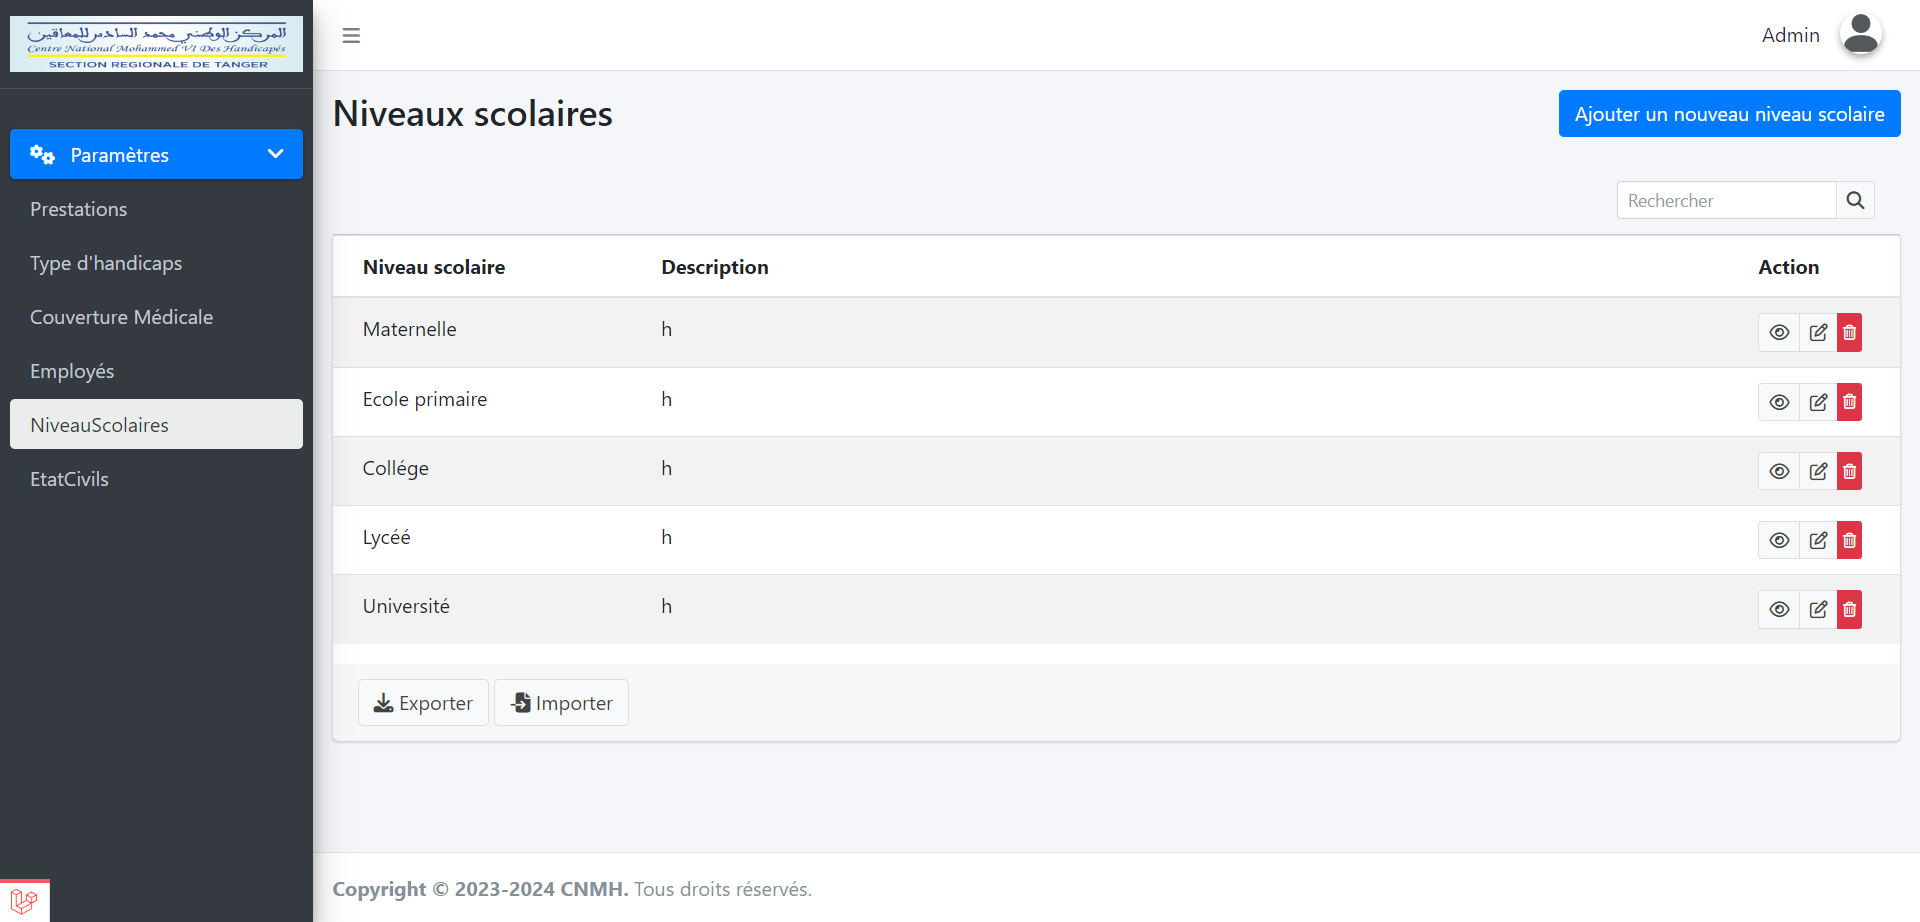 المركز الوطني محمد السادس للمعاقين
Centre National Mohammed VI Des Handicapés
SECTION REGIONALE DE TANGER
Admin
Paramètres
Prestations
Type d'handicaps
Couverture Médicale
Employés
NiveauScolaires
EtatCivils
Niveaux scolaires
Ajouter un nouveau niveau scolaire
Rechercher
Niveau scolaire Description Action
Maternelle h
Ecole primaire h
Collége h
Lycéé h
Université h
Exporter Importer
Copyright © 2023-2024 CNMH. Tous droits réservés.